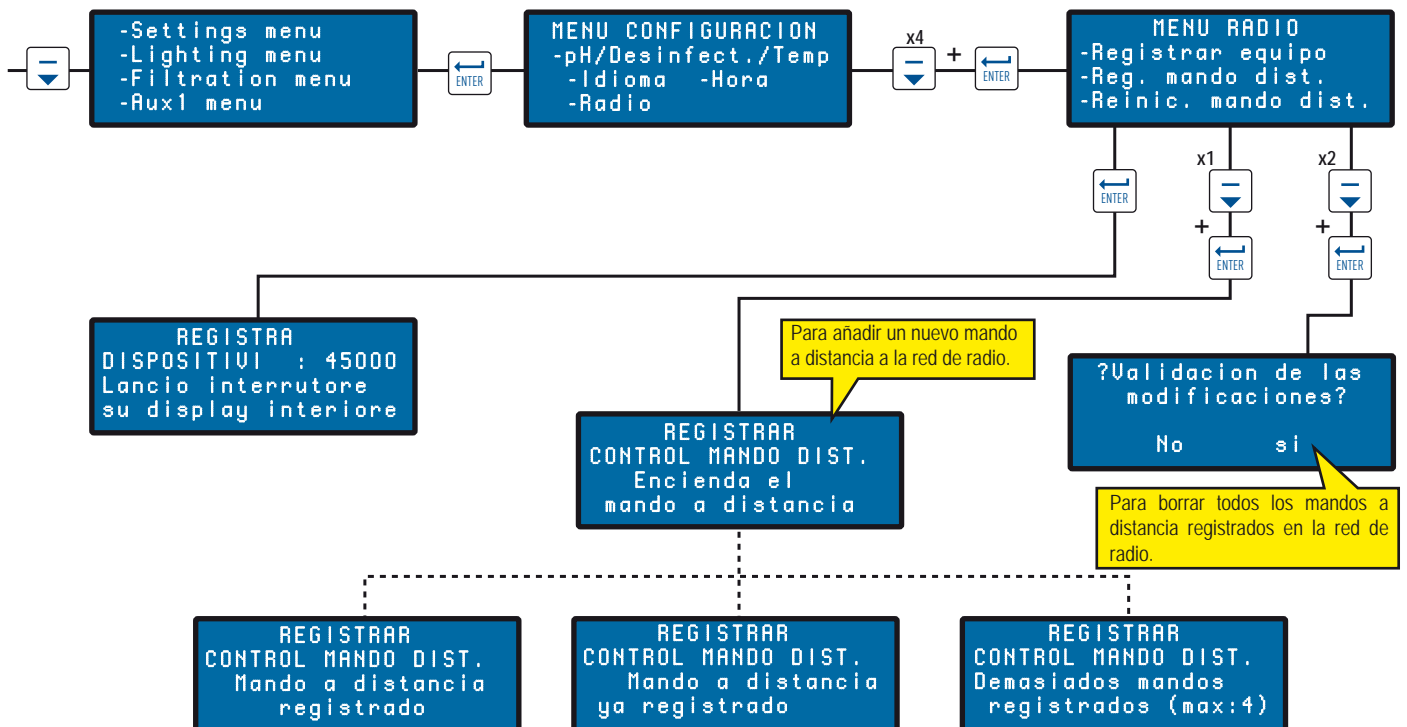 -Settings menu
-Lighting menu
-Filtration menu
-Aux1 menu
ENTER
MENU CONFIGURACION
-pH/Desinfect./Temp
-Idioma -Hora
-Radio
x4
+
ENTER
MENU RADIO
-Registrar equipo
-Reg. mando dist.
-Reinic. mando dist.
ENTER
x1
+
ENTER
x2
+
ENTER
REGISTRA
DISPOSITIVI : 45000
Lancio interrutore
su display interiore
Para añadir un nuevo mando
a distancia a la red de radio.
REGISTRAR
CONTROL MANDO DIST.
Encienda el
mando a distancia
?Validacion de las
modificaciones?
No si
Para borrar todos los mandos a
distancia registrados en la red de
radio.
REGISTRAR
CONTROL MANDO DIST.
Mando a distancia
registrado
REGISTRAR
CONTROL MANDO DIST.
Mando a distancia
ya registrado
REGISTRAR
CONTROL MANDO DIST.
Demasiados mandos
registrados (max:4)